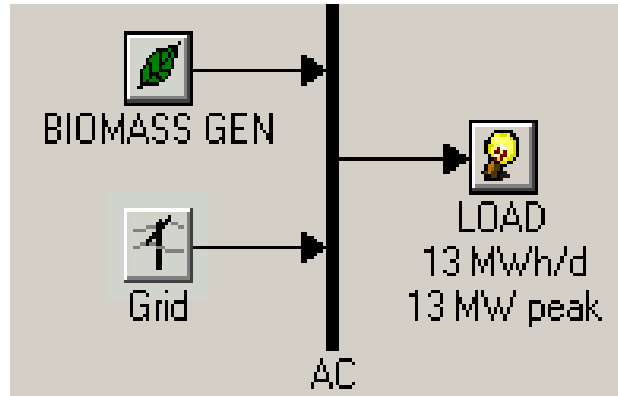 BIOMASS GEN
Grid
LOAD
13 MWh/d
13 MW peak
AC